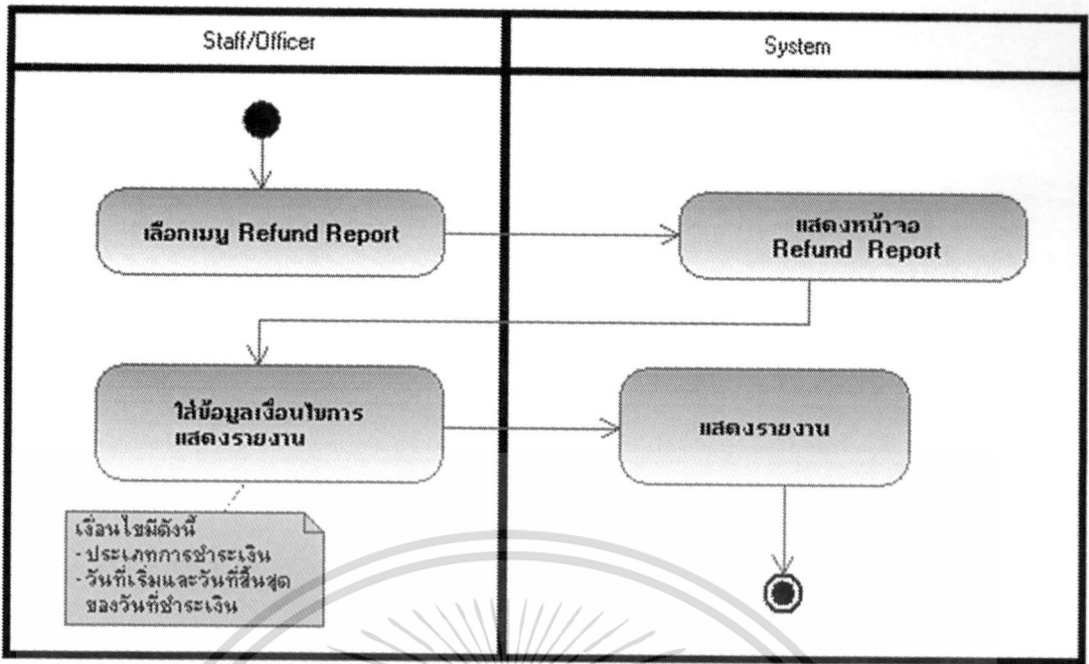 Staff/Officer
System
เลือกเมนู Refund Report
แสดงหน้าจอ
Refund Report
ใส่ข้อมูลเงื่อนไขการ
แสดงรายงาน
แสดงรายงาน
เงื่อนไขมีดังนี้
- ประเภทการชำระเงิน
- วันที่เริ่มและวันที่สิ้นสุด
ของวันที่ชำระเงิน